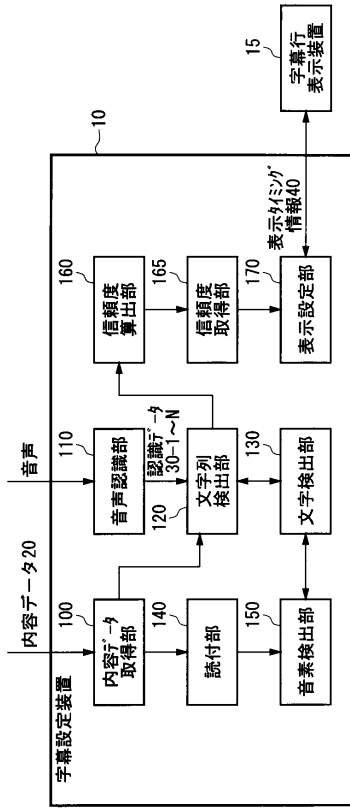 内容データ20
音声
字幕設定装置
10
100
内容データ
取得部
110
音声認識部
160
信頼度
算出部
認識データ
30-1～N
140
読付部
120
文字列
検出部
165
信頼度
取得部
150
音素検出部
130
文字検出部
170
表示設定部
表示タイミング
情報40
15
字幕行
表示装置